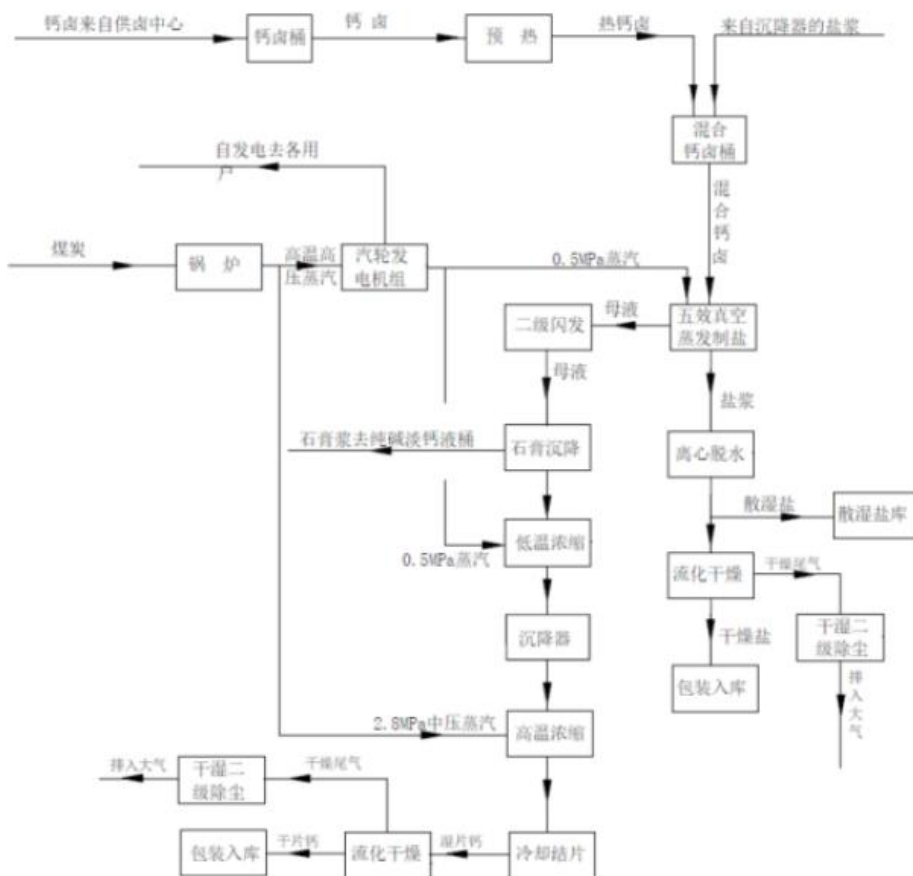 钙卤来自供卤中心
钙卤桶
钙 卤
预 热
热钙卤
来自沉降器的盐浆
混合
钙卤桶
混合钙卤
自发电去各用
户
煤炭
锅 炉
高温高
压蒸汽
汽轮发
电机组
0.5MPa蒸汽
五效真空
蒸发制盐
母液
二级闪发
母液
盐浆
石膏浆去纯碱淡钙液桶
石膏沉降
离心脱水
散湿盐
散湿盐库
0.5MPa蒸汽
低温浓缩
流化干燥
干燥尾气
沉降器
干燥盐
干湿二
级除尘
包装入库
排入大气
2.8MPa中压蒸汽
高温浓缩
排入大气
干湿二
级除尘
干燥尾气
包装入库
干片钙
流化干燥
湿片钙
冷却结片